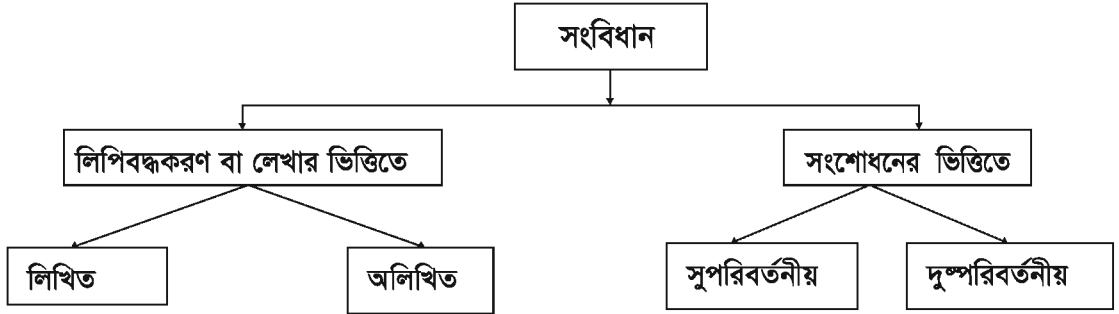 সংবিধান
লিপিবদ্ধকরণ বা লেখার ভিত্তিতে
সংশোধনের ভিত্তিতে
লিখিত
অলিখিত
সুপরিবর্তনীয়
দুষ্পরিবর্তনীয়